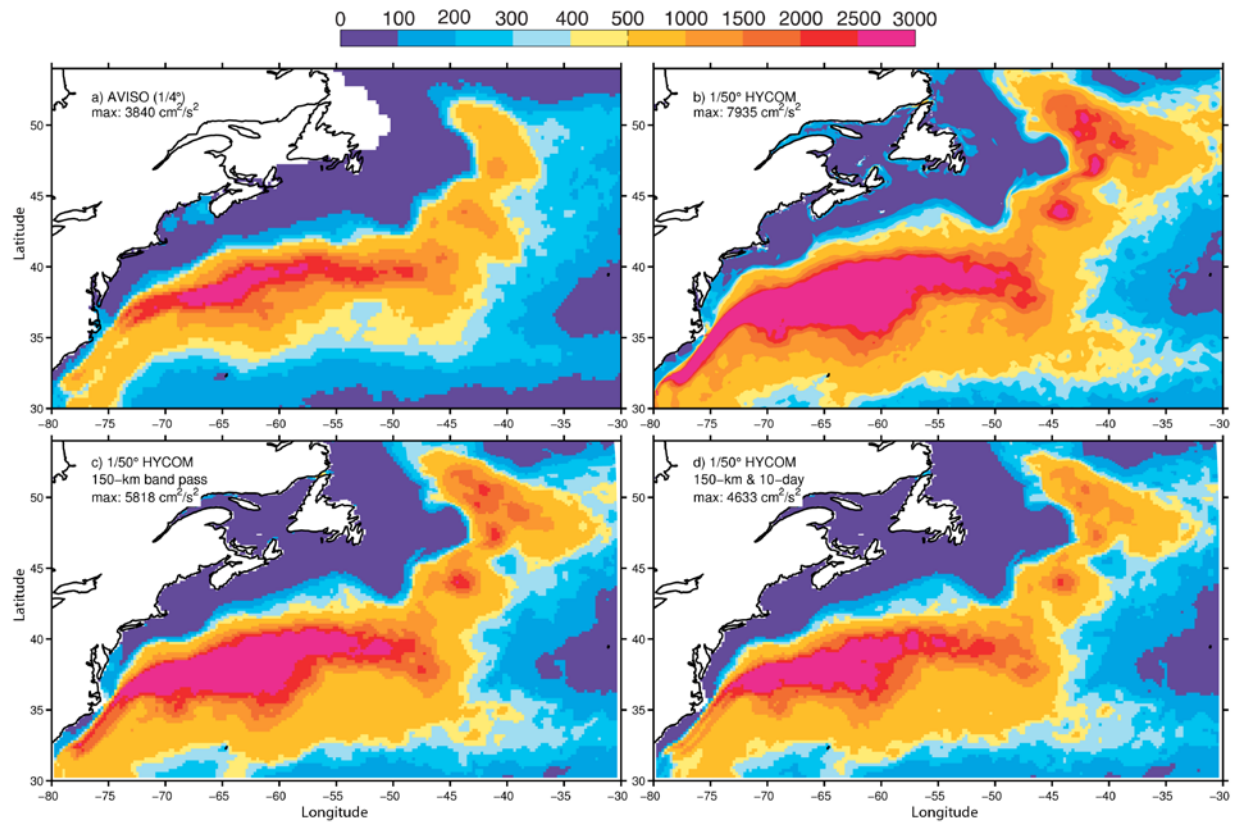 0 100 200 300 400 500 1000 1500 2000 2500 3000
a) AVISO (1/4°)
max: 3840 cm²/s²
50
45
40
35
30
Latitude
−80 −75 −70 −65 −60 −55 −50 −45 −40 −35 −30
b) 1/50° HYCOM
max: 7935 cm²/s²
50
45
40
35
30
−80 −75 −70 −65 −60 −55 −50 −45 −40 −35 −30
c) 1/50° HYCOM
150−km band pass
max: 5818 cm²/s²
50
45
40
35
30
Latitude
−80 −75 −70 −65 −60 −55 −50 −45 −40 −35 −30
Longitude
d) 1/50° HYCOM
150−km & 10−day
max: 4633 cm²/s²
50
45
40
35
30
−80 −75 −70 −65 −60 −55 −50 −45 −40 −35 −30
Longitude